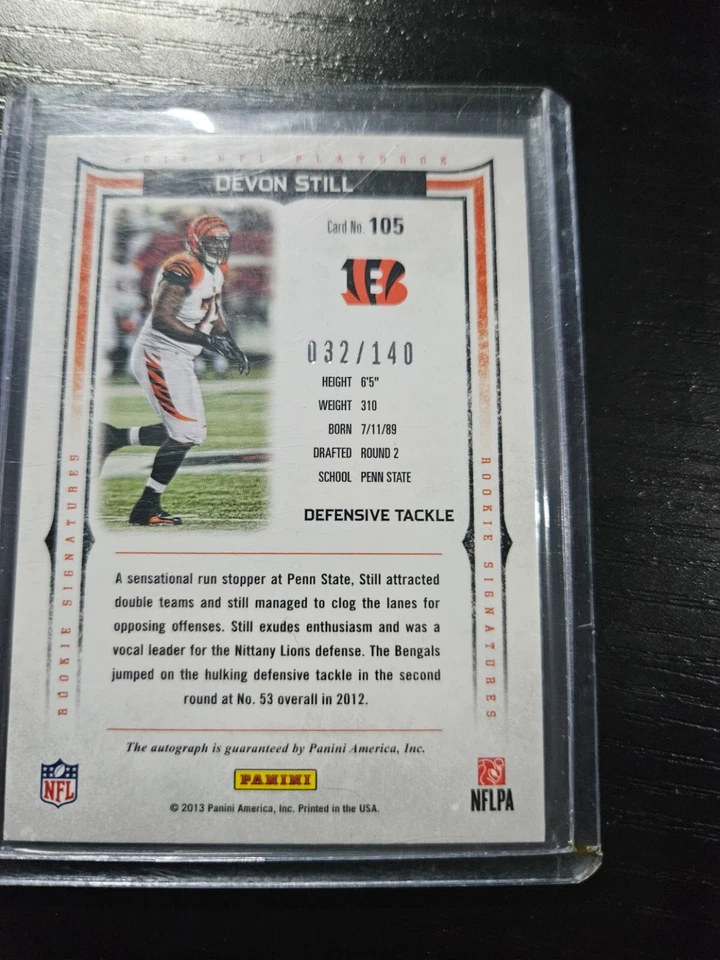 2012 NFL PLAYBOOK
DEVON STILL
Card No. 105
032/140
HEIGHT 6'5"
WEIGHT 310
BORN 7/11/89
DRAFTED ROUND 2
SCHOOL PENN STATE
DEFENSIVE TACKLE
ROOKIE SIGNATURES
ROOKIE SIGNATURES
A sensational run stopper at Penn State, Still attracted
double teams and still managed to clog the lanes for
opposing offenses. Still exudes enthusiasm and was a
vocal leader for the Nittany Lions defense. The Bengals
jumped on the hulking defensive tackle in the second
round at No. 53 overall in 2012.
The autograph is guaranteed by Panini America, Inc.
NFL
PANINI
NFLPA
© 2013 Panini America, Inc. Printed in the USA.